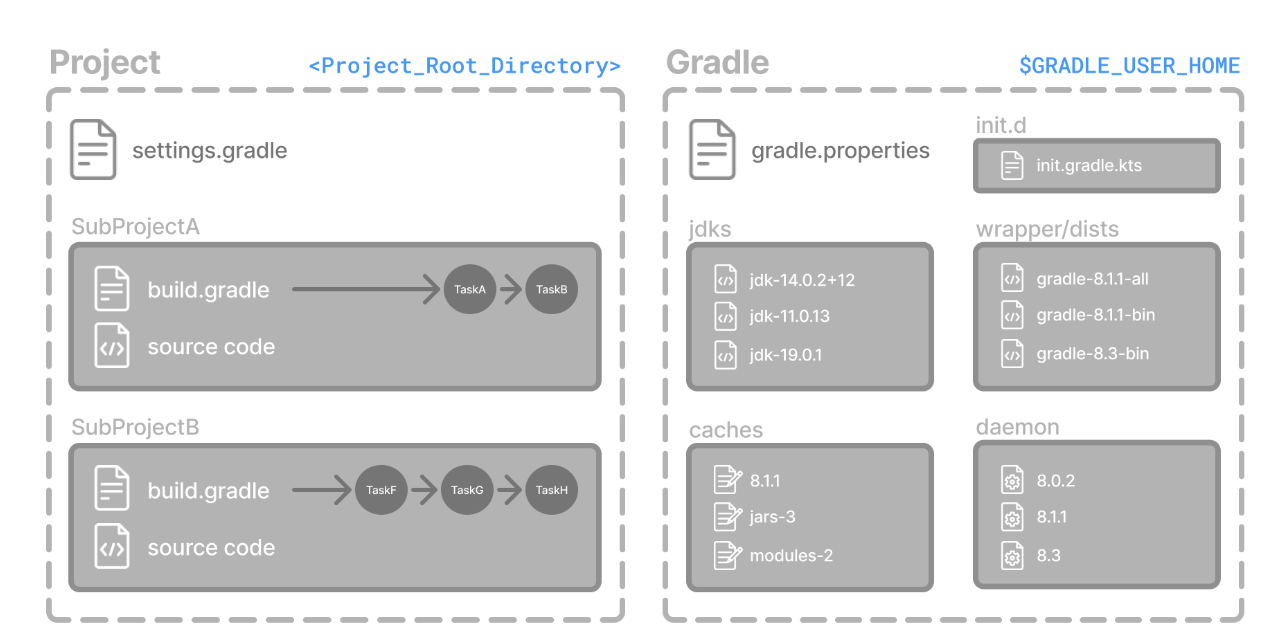 Project
<Project_Root_Directory>
settings.gradle
SubProjectA
build.gradle
TaskA
TaskB
source code
SubProjectB
build.gradle
TaskF
TaskG
TaskH
source code
Gradle
$GRADLE_USER_HOME
gradle.properties
init.d
init.gradle.kts
jdks
jdk-14.0.2+12
jdk-11.0.13
jdk-19.0.1
wrapper/dists
gradle-8.1.1-all
gradle-8.1.1-bin
gradle-8.3-bin
caches
8.1.1
jars-3
modules-2
daemon
8.0.2
8.1.1
8.3